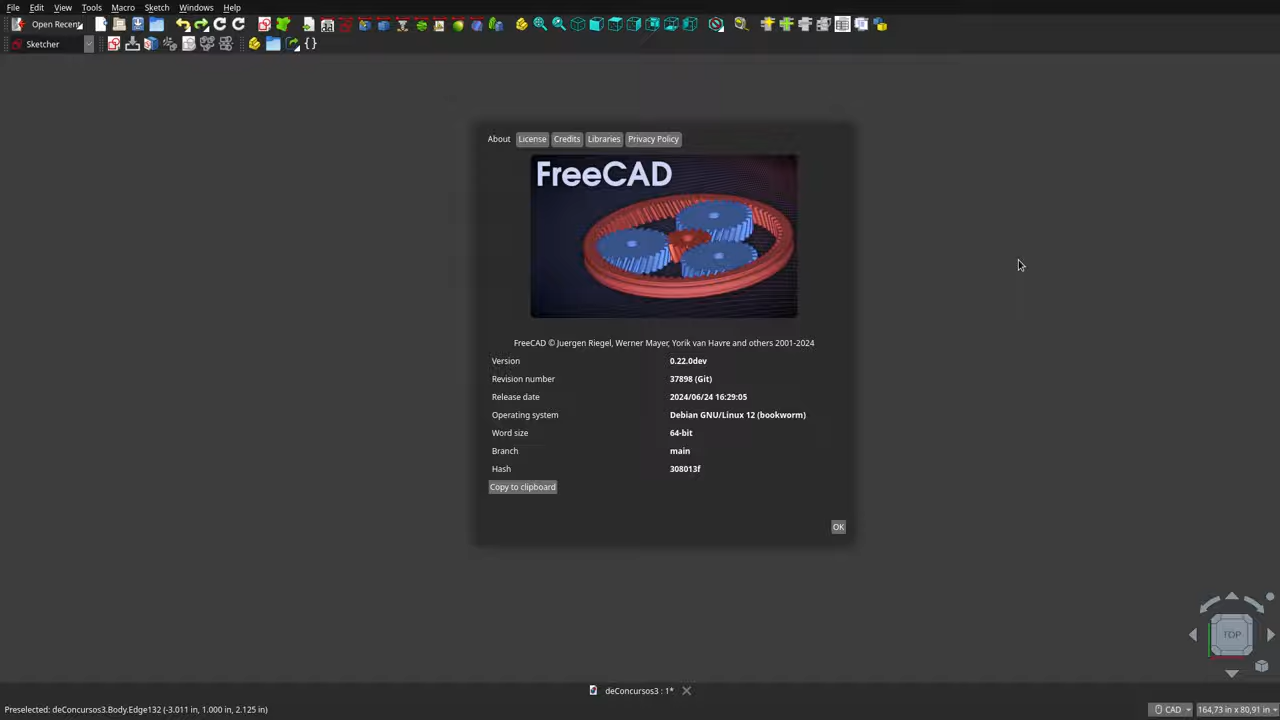 File Edit View Tools Macro Sketch Windows Help
Open Recent
Sketcher
About License Credits Libraries Privacy Policy
FreeCAD
FreeCAD © Juergen Riegel, Werner Mayer, Yorik van Havre and others 2001-2024
Version 0.22.0dev
Revision number 37898 (Git)
Release date 2024/06/24 16:29:05
Operating system Debian GNU/Linux 12 (bookworm)
Word size 64-bit
Branch main
Hash 308013f
Copy to clipboard
OK
TOP
deConcursos3 : 1*
Preselected: deConcursos3.Body.Edge132 (-3.011 in, 1.000 in, 2.125 in)
CAD
164,73 in x 80,91 in